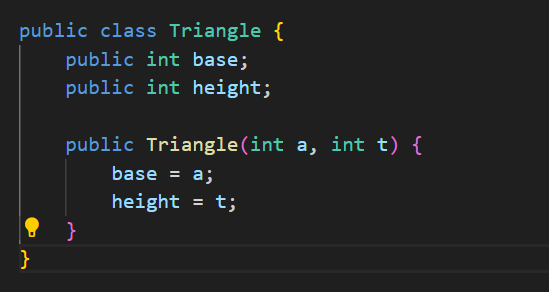 public class Triangle {
    public int base;
    public int height;

    public Triangle(int a, int t) {
        base = a;
        height = t;
    }
}